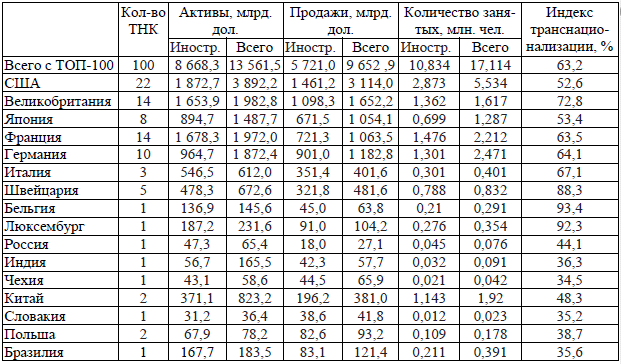 Кол-во ТНК Активы, млрд. дол. Продажи, млрд. дол. Количество заня-тых, млн. чел. Индекс транснацио-нализации, %
Иностр. Всего Иностр. Всего Иностр. Всего
Всего с ТОП-100 100 8 668,3 13 561,5 5 721,0 9 652 ,9 10,834 17,114 63,2
США 22 1 872,7 3 892,2 1 461,2 3 114,0 2,873 5,534 52,6
Великобритания 14 1 653,9 1 982,8 1 098,3 1 652,2 1,362 1,617 72,8
Япония 8 894,7 1 487,7 671,5 1 054,1 0,699 1,287 53,4
Франция 14 1 678,3 1 972,0 721,3 1 063,5 1,476 2,212 63,5
Германия 10 964,7 1 872,4 901,0 1 182,8 1,301 2,471 64,1
Италия 3 546,5 612,0 351,4 401,6 0,301 0,401 67,1
Швейцария 5 478,3 672,6 321,8 481,6 0,788 0,832 88,3
Бельгия 1 136,9 145,6 45,0 63,8 0,21 0,291 93,4
Люксембург 1 187,2 231,6 91,0 104,2 0,276 0,354 92,3
Россия 1 47,3 65,4 18,0 27,1 0,045 0,076 44,1
Индия 1 56,7 165,5 42,3 57,7 0,032 0,091 36,3
Чехия 1 43,1 58,6 44,5 65,9 0,021 0,042 34,5
Китай 2 371,1 823,2 196,2 381,0 1,143 1,92 48,3
Словакия 1 31,2 36,4 38,6 41,8 0,012 0,023 35,2
Польша 2 67,9 78,2 82,6 93,2 0,109 0,178 38,7
Бразилия 1 167,7 183,5 83,1 121,4 0,211 0,391 35,6